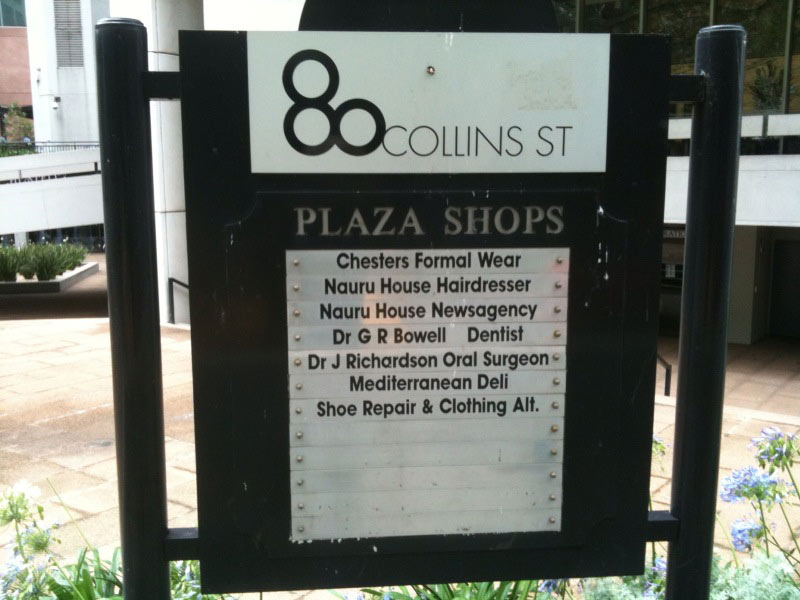 80 COLLINS ST
PLAZA SHOPS
Chesters Formal Wear
Nauru House Hairdresser
Nauru House Newsagency
Dr G R Bowell Dentist
Dr J Richardson Oral Surgeon
Mediterranean Deli
Shoe Repair & Clothing Alt.